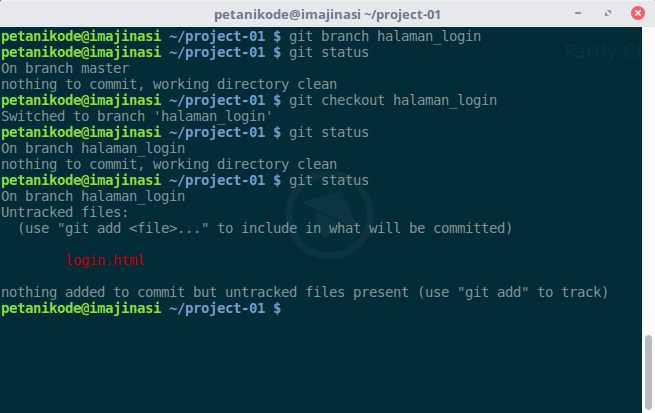 petanikode@imajinasi ~/project-01
petanikode@imajinasi ~/project-01 $ git branch halaman_login
petanikode@imajinasi ~/project-01 $ git status
On branch master
nothing to commit, working directory clean
petanikode@imajinasi ~/project-01 $ git checkout halaman_login
Switched to branch 'halaman_login'
petanikode@imajinasi ~/project-01 $ git status
On branch halaman_login
nothing to commit, working directory clean
petanikode@imajinasi ~/project-01 $ git status
On branch halaman_login
Untracked files:
  (use "git add <file>..." to include in what will be committed)
        login.html
nothing added to commit but untracked files present (use "git add" to track)
petanikode@imajinasi ~/project-01 $
Partly